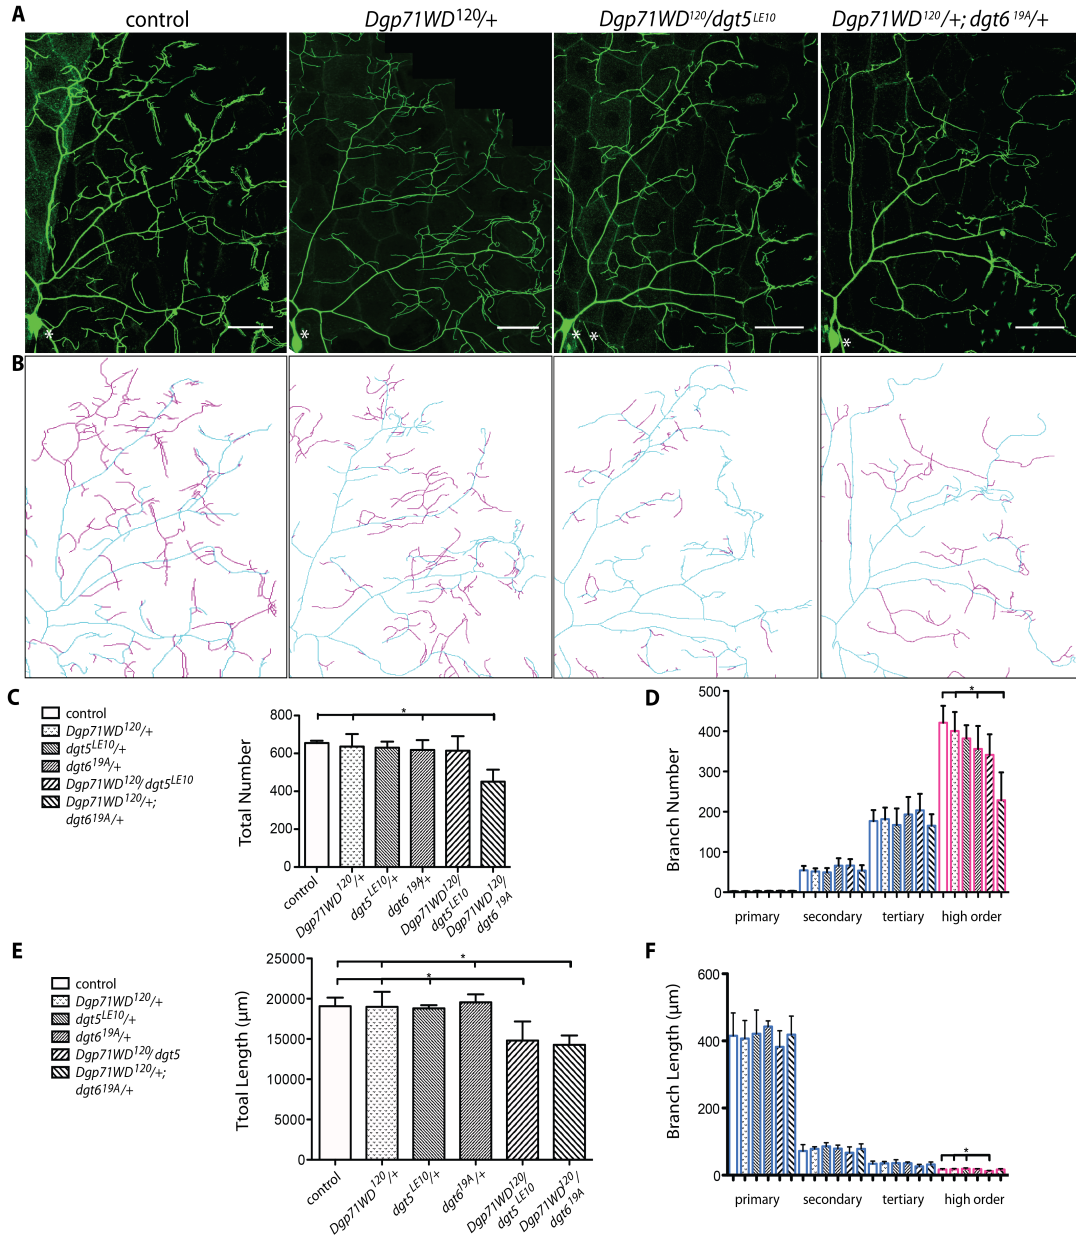 A
control
Dgp71WD120/+
Dgp71WD120/dgt5LE10
Dgp71WD120/+; dgt6 19A/+
*
* *
*
*
B
C
control
Dgp71WD120/+
dgt5LE10/+
dgt619A/+
Dgp71WD120/dgt5LE10
Dgp71WD120/+;
dgt619A/+
Total Number
800
600
400
200
0
*
control
Dgp71WD120/+
dgt5LE10/+
dgt6 19A/+
Dgp71WD120/
dgt5LE10
Dgp71WD120/
dgt6 19A
D
Branch Number
500
400
300
200
100
0
*
primary
secondary
tertiary
high order
E
control
Dgp71WD120/+
dgt5LE10/+
dgt619A/+
Dgp71WD120/dgt5
Dgp71WD120/+;
dgt619A/+
Ttoal Length (µm)
25000
20000
15000
10000
5000
0
*
*
control
Dgp71WD120/+
dgt5LE10/+
dgt619A/+
Dgp71WD120/
dgt5LE10
Dgp71WD120/
dgt619A
F
Branch Length (µm)
600
400
200
0
*
primary
secondary
tertiary
high order